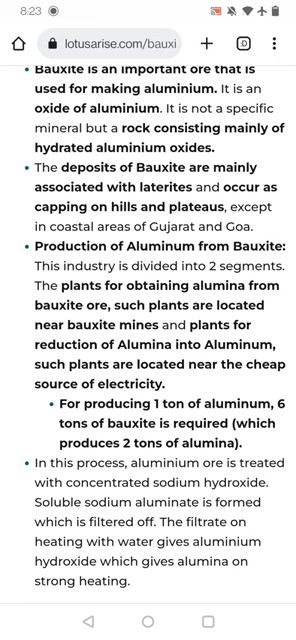 8:23
lotusarise.com/bauxi
:D
• Bauxite is an important ore that is
used for making aluminium. It is an
oxide of aluminium. It is not a specific
mineral but a rock consisting mainly of
hydrated aluminium oxides.
• The deposits of Bauxite are mainly
associated with laterites and occur as
capping on hills and plateaus, except
in coastal areas of Gujarat and Goa.
• Production of Aluminum from Bauxite:
This industry is divided into 2 segments.
The plants for obtaining alumina from
bauxite ore, such plants are located
near bauxite mines and plants for
reduction of Alumina into Aluminum,
such plants are located near the cheap
source of electricity.
• For producing 1 ton of aluminum, 6
tons of bauxite is required (which
produces 2 tons of alumina).
• In this process, aluminium ore is treated
with concentrated sodium hydroxide.
Soluble sodium aluminate is formed
which is filtered off. The filtrate on
heating with water gives aluminium
hydroxide which gives alumina on
strong heating.